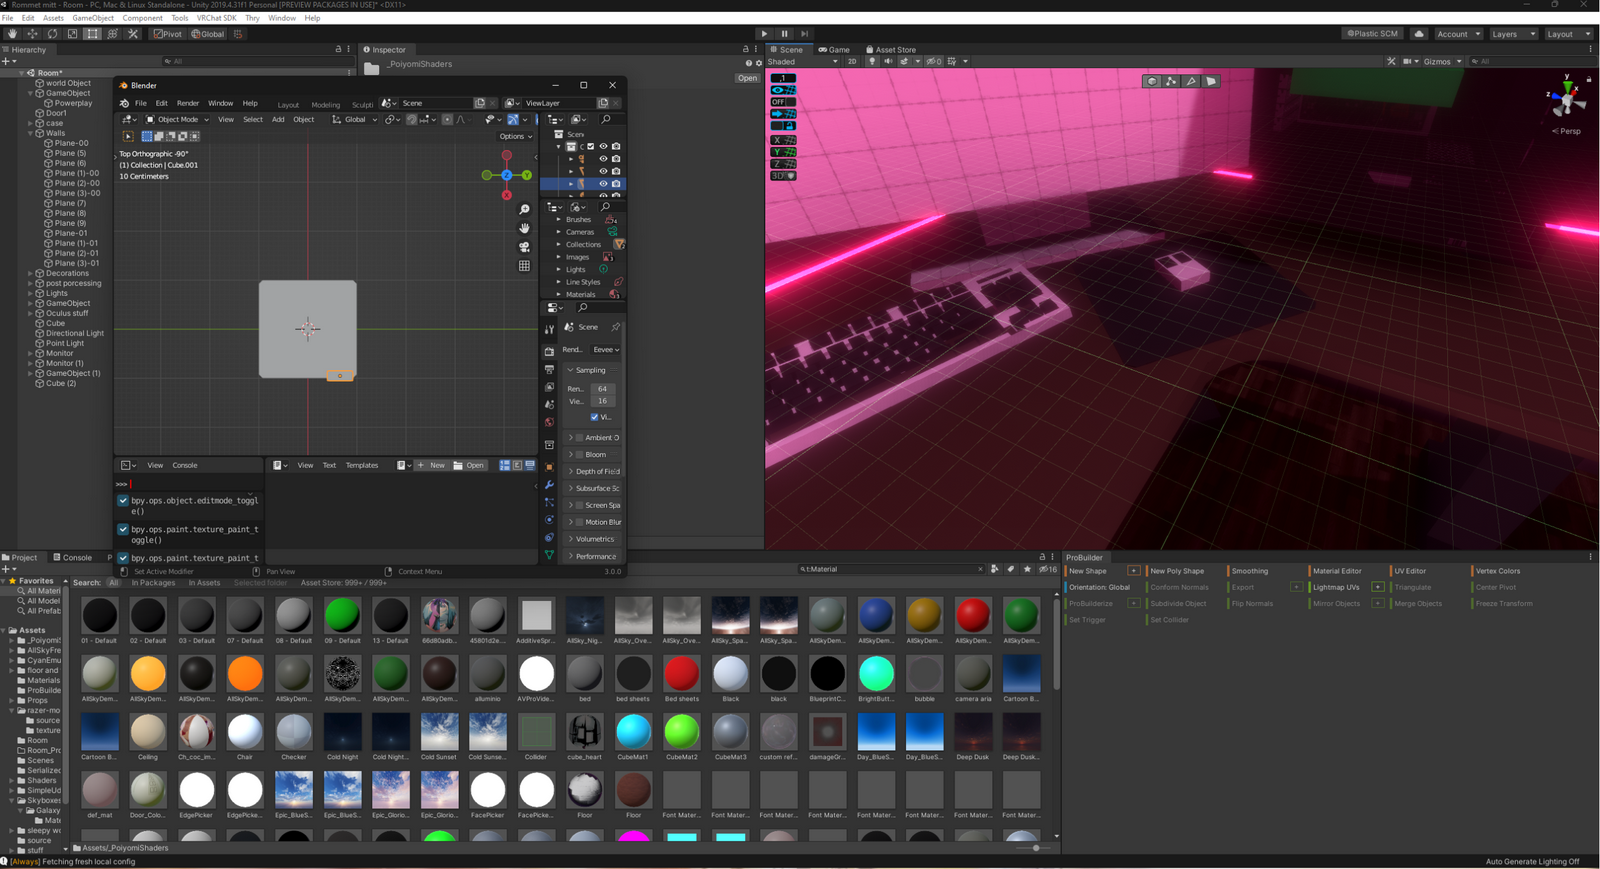 Rommet mitt - Room - PC, Mac & Linux Standalone - Unity 2019.4.31f1 Personal [PREVIEW PACKAGES IN USE]* <DX11>
File Edit Assets GameObject Component Tools VRChat SDK Thry Window Help
Pivot Global
Plastic SCM Account Layers Layout
Hierarchy
All
Room*
world Object
GameObject
Powerplay
Door1
case
Walls
Plane-00
Plane (5)
Plane (6)
Plane (1)-00
Plane (2)-00
Plane (3)-00
Plane (7)
Plane (8)
Plane (9)
Plane-01
Plane (1)-01
Plane (2)-01
Plane (3)-01
Decorations
post porcessing
Lights
GameObject
Oculus stuff
Cube
Directional Light
Point Light
Monitor
Monitor (1)
GameObject (1)
Cube (2)
Inspector
_PoiyomiShaders
Open
Blender
File Edit Render Window Help Layout Modeling Sculpti Scene ViewLayer
Object Mode View Select Add Object Global
Options
Top Orthographic -90°
(1) Collection | Cube.001
10 Centimeters
Z Y X
Scen
C
Brushes
Cameras
Collections
Images
Lights
Line Styles
Materials
Scene
Rend.. Eevee
Sampling
Ren.. 64
Vie.. 16
Vi...
Ambient O
Bloom
Depth of Field
Subsurface Sc
Screen Spa
Motion Blur
Volumetrics
Performance
View Console
View Text Templates New Open
>>>
bpy.ops.object.editmode_toggl
e()
bpy.ops.paint.texture_paint_t
oggle()
bpy.ops.paint.texture_paint_t
Set Active Modifier Pan View Context Menu 3.0.0
Scene Game Asset Store
Shaded 2D 0 Gizmos All
.1
OFF
X
Y
Z
3D
y
z
Persp
Project Console P
t:Material 16
Search: All In Packages In Assets Selected folder Asset Store: 999+ / 999+
Favorites
All Materi
All Model
All Prefab
Assets
_Poiyomi
AllSkyFre
CyanEmu
floor and
Materials
ProBuilde
Props
razer-mo
source
texture
Room
Room_Pro
Scenes
Serialized
Shaders
SimpleUd
Skyboxes
Galaxy
Mate
sleepy wo
source
stuff
01 - Default 02 - Default 03 - Default 07 - Default 08 - Default 09 - Default 13 - Default 66d80adb... 45801d2e... AdditiveSpr... AllSky_Nig... AllSky_Ove... AllSky_Ove... AllSky_Spa... AllSky_Spa... AllSkyDem... AllSkyDem... AllSkyDem... AllSkyDem... AllSkyDem...
AllSkyDem... AllSkyDem... AllSkyDem... AllSkyDem... AllSkyDem... AllSkyDem... AllSkyDem... AllSkyDem... alluminio AVProVide... bed bed sheets Bed sheets Black black BlueprintC... BrightButt... bubble camera aria Cartoon B...
Cartoon B... Ceiling Ch_coc_im... Chair Checker Cold Night Cold Night... Cold Sunset Cold Sunse... Collider cube_heart CubeMat1 CubeMat2 CubeMat3 custom ref... damageGr... Day_BlueS... Day_BlueS... Deep Dusk Deep Dusk
def_mat Door_Colo... EdgePicker EdgePicke... Epic_BlueS... Epic_BlueS... Epic_Glorio... Epic_Glorio... FacePicker FacePicke... Floor Floor Font Mater... Font Mater... Font Mater... Font Mater... Font Mater... Font Mater... Font Mater... Font Mater...
Assets/_PoiyomiShaders
ProBuilder
New Shape + New Poly Shape Smoothing Material Editor UV Editor Vertex Colors
Orientation: Global Conform Normals Export + Lightmap UVs + Triangulate Center Pivot
ProBuilderize + Subdivide Object Flip Normals Mirror Objects + Merge Objects Freeze Transform
Set Trigger Set Collider
[Always] Fetching fresh local config
Auto Generate Lighting Off